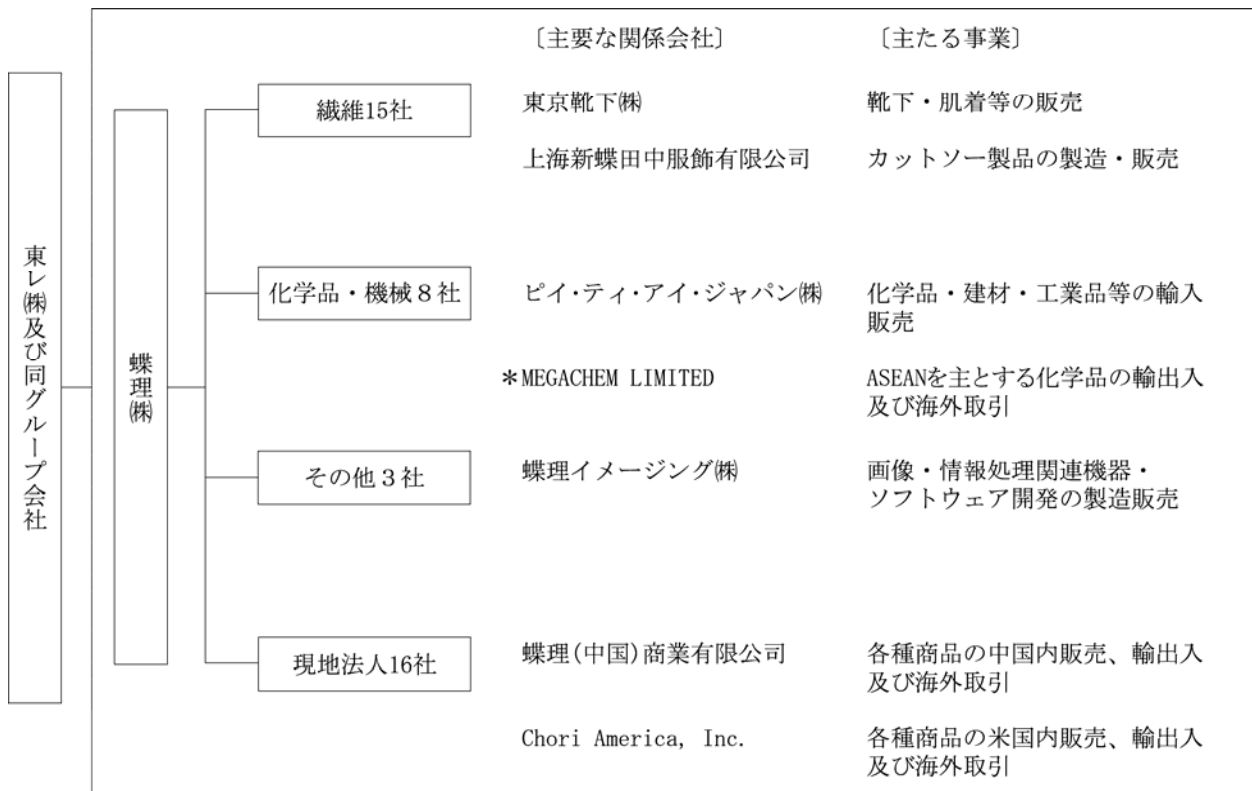 〔主要な関係会社〕 〔主たる事業〕
東レ㈱及び同グループ会社
蝶理㈱
繊維15社
東京靴下㈱ 靴下・肌着等の販売
上海新蝶田中服飾有限公司 カットソー製品の製造・販売
化学品・機械８社
ピイ・ティ・アイ・ジャパン㈱ 化学品・建材・工業品等の輸入
販売
＊MEGACHEM LIMITED ASEANを主とする化学品の輸出入
及び海外取引
その他３社
蝶理イメージング㈱ 画像・情報処理関連機器・
ソフトウェア開発の製造販売
現地法人16社
蝶理(中国)商業有限公司 各種商品の中国内販売、輸出入
及び海外取引
Chori America, Inc. 各種商品の米国内販売、輸出入
及び海外取引